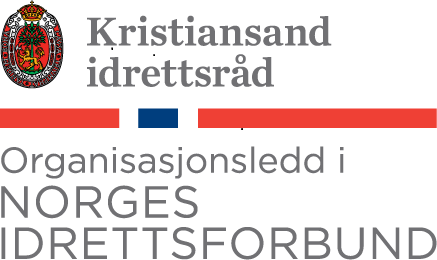 Kristiansand
idrettsråd
Organisasjonsledd i
NORGES
IDRETTSFORBUND